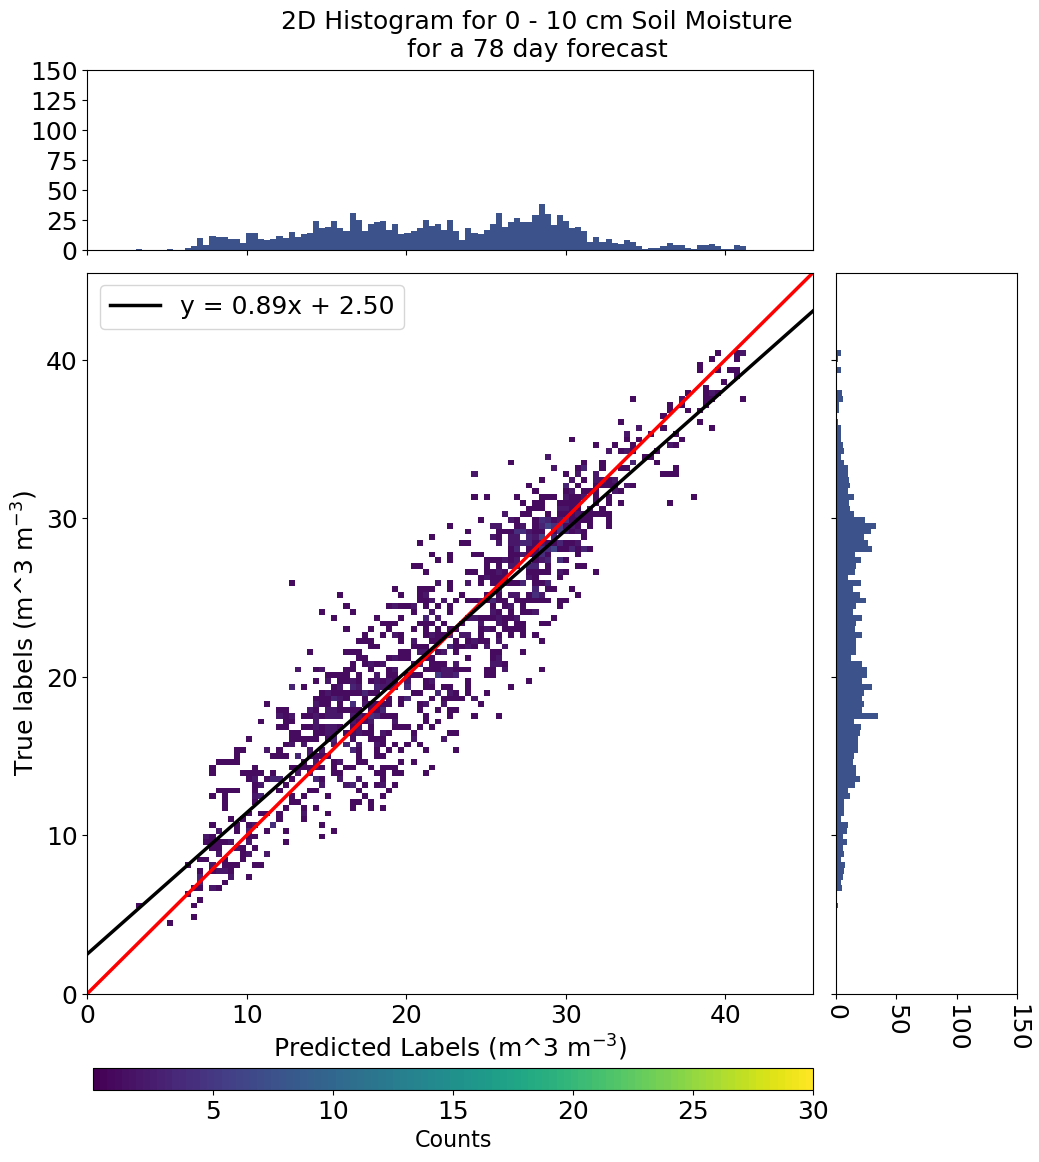 2D Histogram for 0 - 10 cm Soil Moisture
for a 78 day forecast
150
125
100
75
50
25
0
y = 0.89x + 2.50
40
30
20
10
0
True labels (m^3 m⁻³)
0 10 20 30 40
Predicted Labels (m^3 m⁻³)
0 50 100 150
5 10 15 20 25 30
Counts